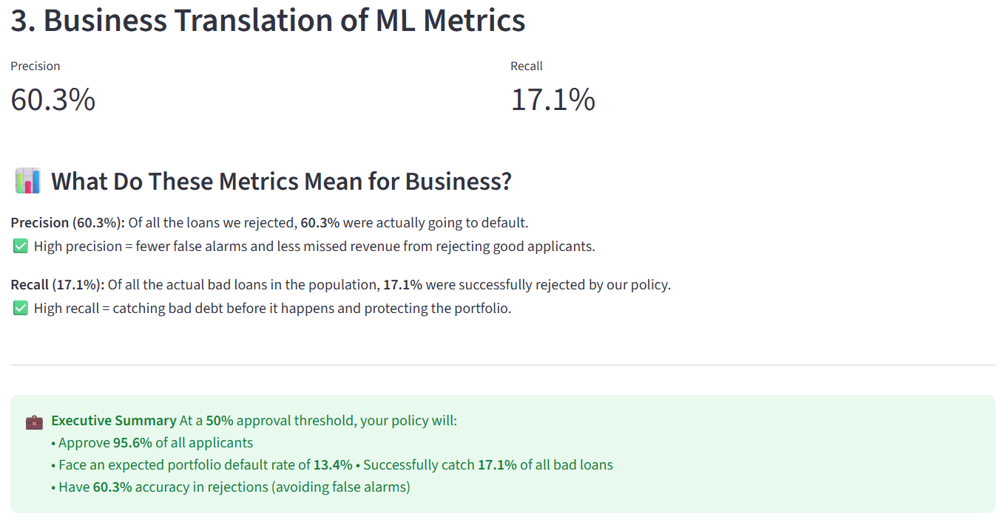 3. Business Translation of ML Metrics
Precision
Recall
60.3%
17.1%
What Do These Metrics Mean for Business?
Precision (60.3%): Of all the loans we rejected, 60.3% were actually going to default.
High precision = fewer false alarms and less missed revenue from rejecting good applicants.
Recall (17.1%): Of all the actual bad loans in the population, 17.1% were successfully rejected by our policy.
High recall = catching bad debt before it happens and protecting the portfolio.
Executive Summary At a 50% approval threshold, your policy will:
• Approve 95.6% of all applicants
• Face an expected portfolio default rate of 13.4% • Successfully catch 17.1% of all bad loans
• Have 60.3% accuracy in rejections (avoiding false alarms)